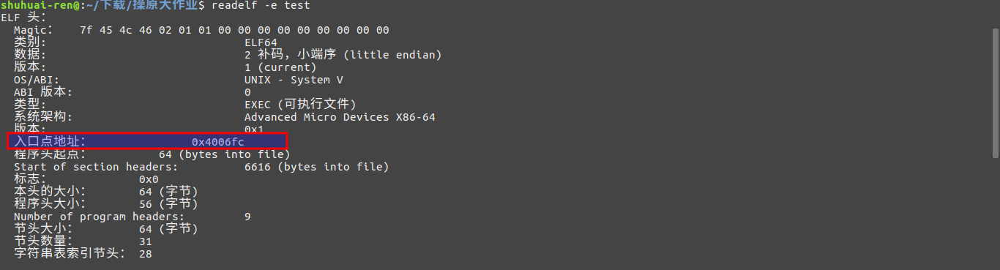 shuhuai-ren@:~/下载/操原大作业$ readelf -e test
ELF 头：
Magic： 7f 45 4c 46 02 01 01 00 00 00 00 00 00 00 00 00
类别: ELF64
数据: 2 补码，小端序 (little endian)
版本: 1 (current)
OS/ABI: UNIX - System V
ABI 版本: 0
类型: EXEC (可执行文件)
系统架构: Advanced Micro Devices X86-64
版本: 0x1
入口点地址： 0x4006fc
程序头起点： 64 (bytes into file)
Start of section headers: 6616 (bytes into file)
标志： 0x0
本头的大小： 64 (字节)
程序头大小： 56 (字节)
Number of program headers: 9
节头大小： 64 (字节)
节头数量： 31
字符串表索引节头： 28